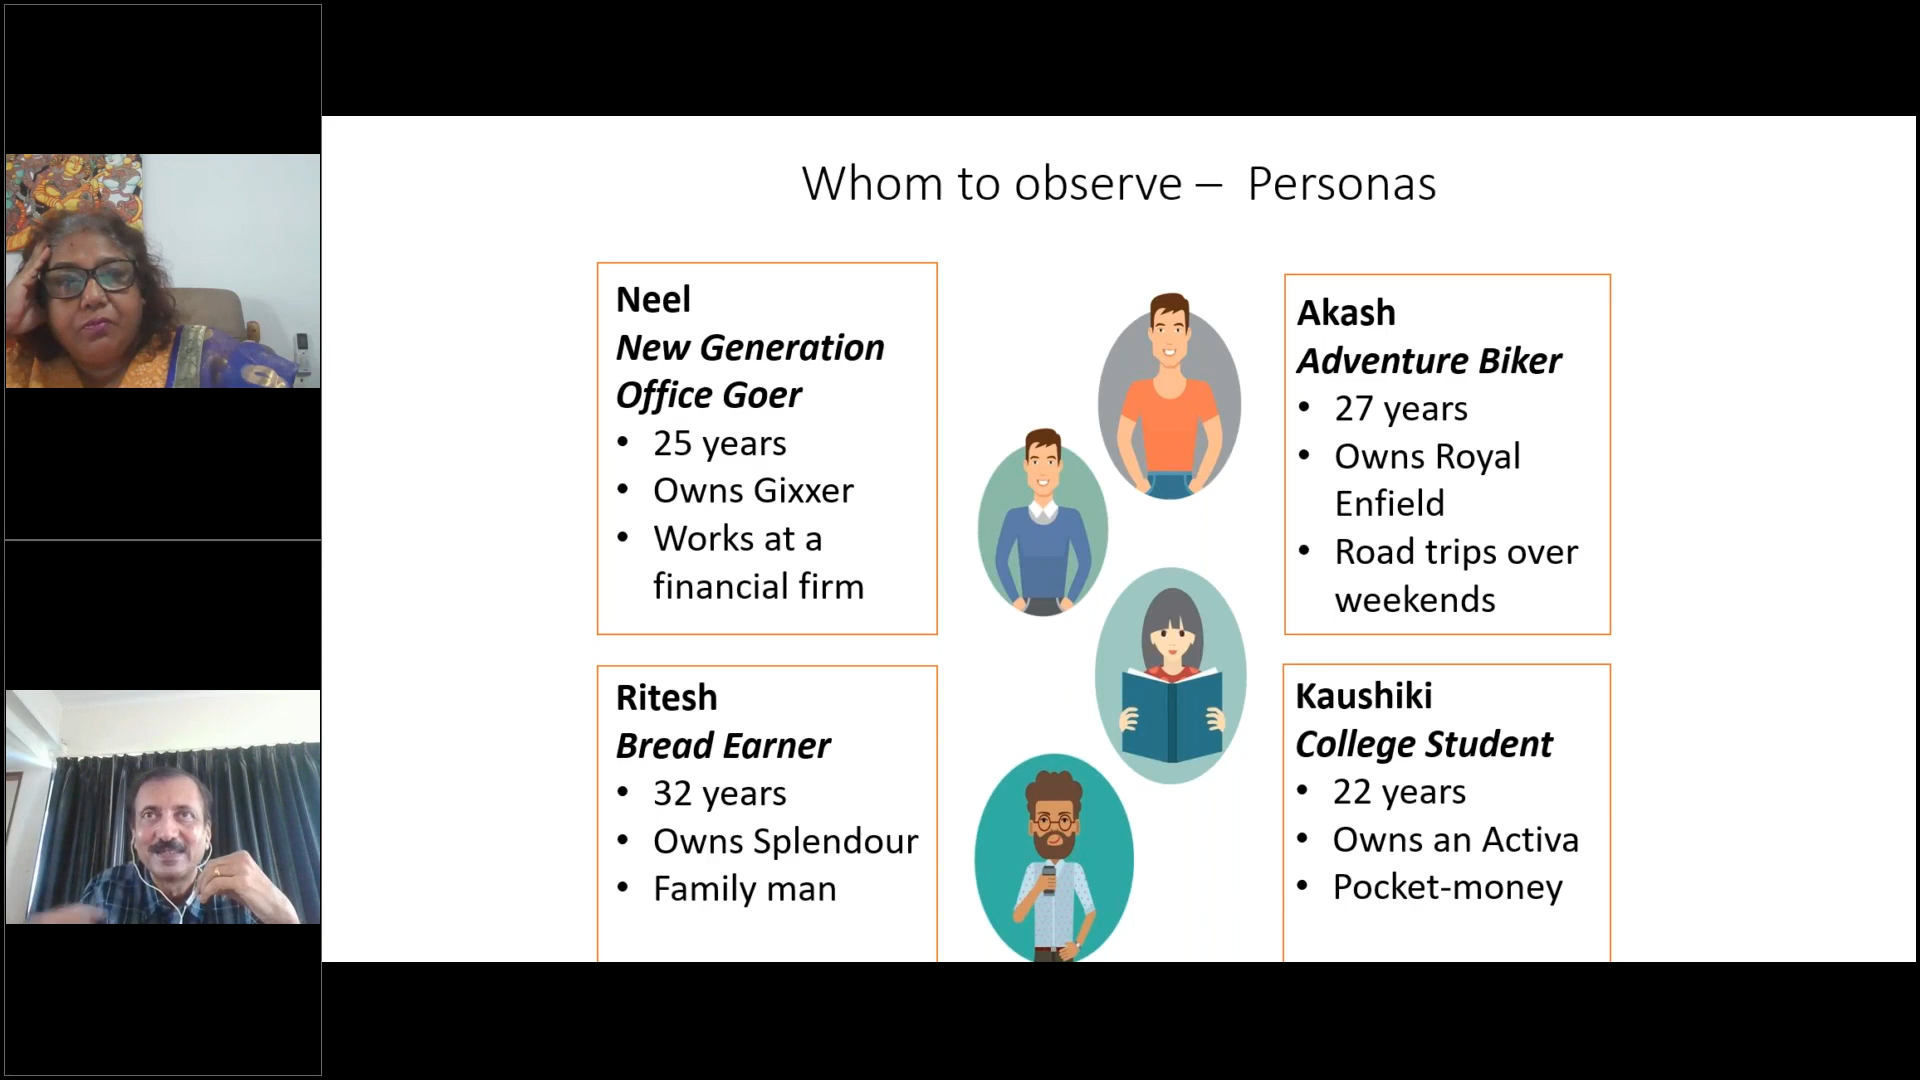 Whom to observe – Personas
Neel
New Generation
Office Goer
• 25 years
• Owns Gixxer
• Works at a
financial firm
Akash
Adventure Biker
• 27 years
• Owns Royal
Enfield
• Road trips over
weekends
Ritesh
Bread Earner
• 32 years
• Owns Splendour
• Family man
Kaushiki
College Student
• 22 years
• Owns an Activa
• Pocket-money